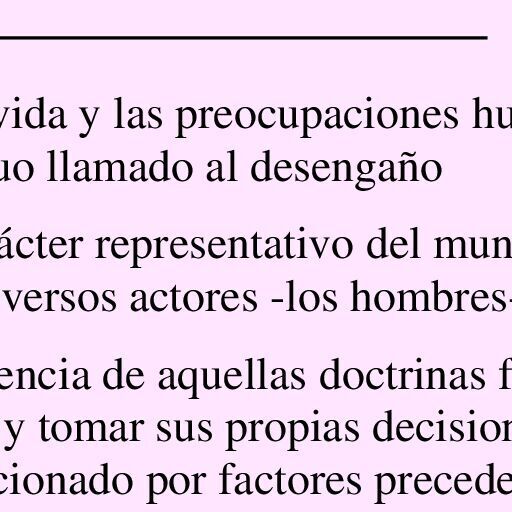 vida y las preocupaciones hu
uo llamado al desengaño
ácter representativo del mun
versos actores -los hombres-
encia de aquellas doctrinas f
y tomar sus propias decision
cionado por factores precede